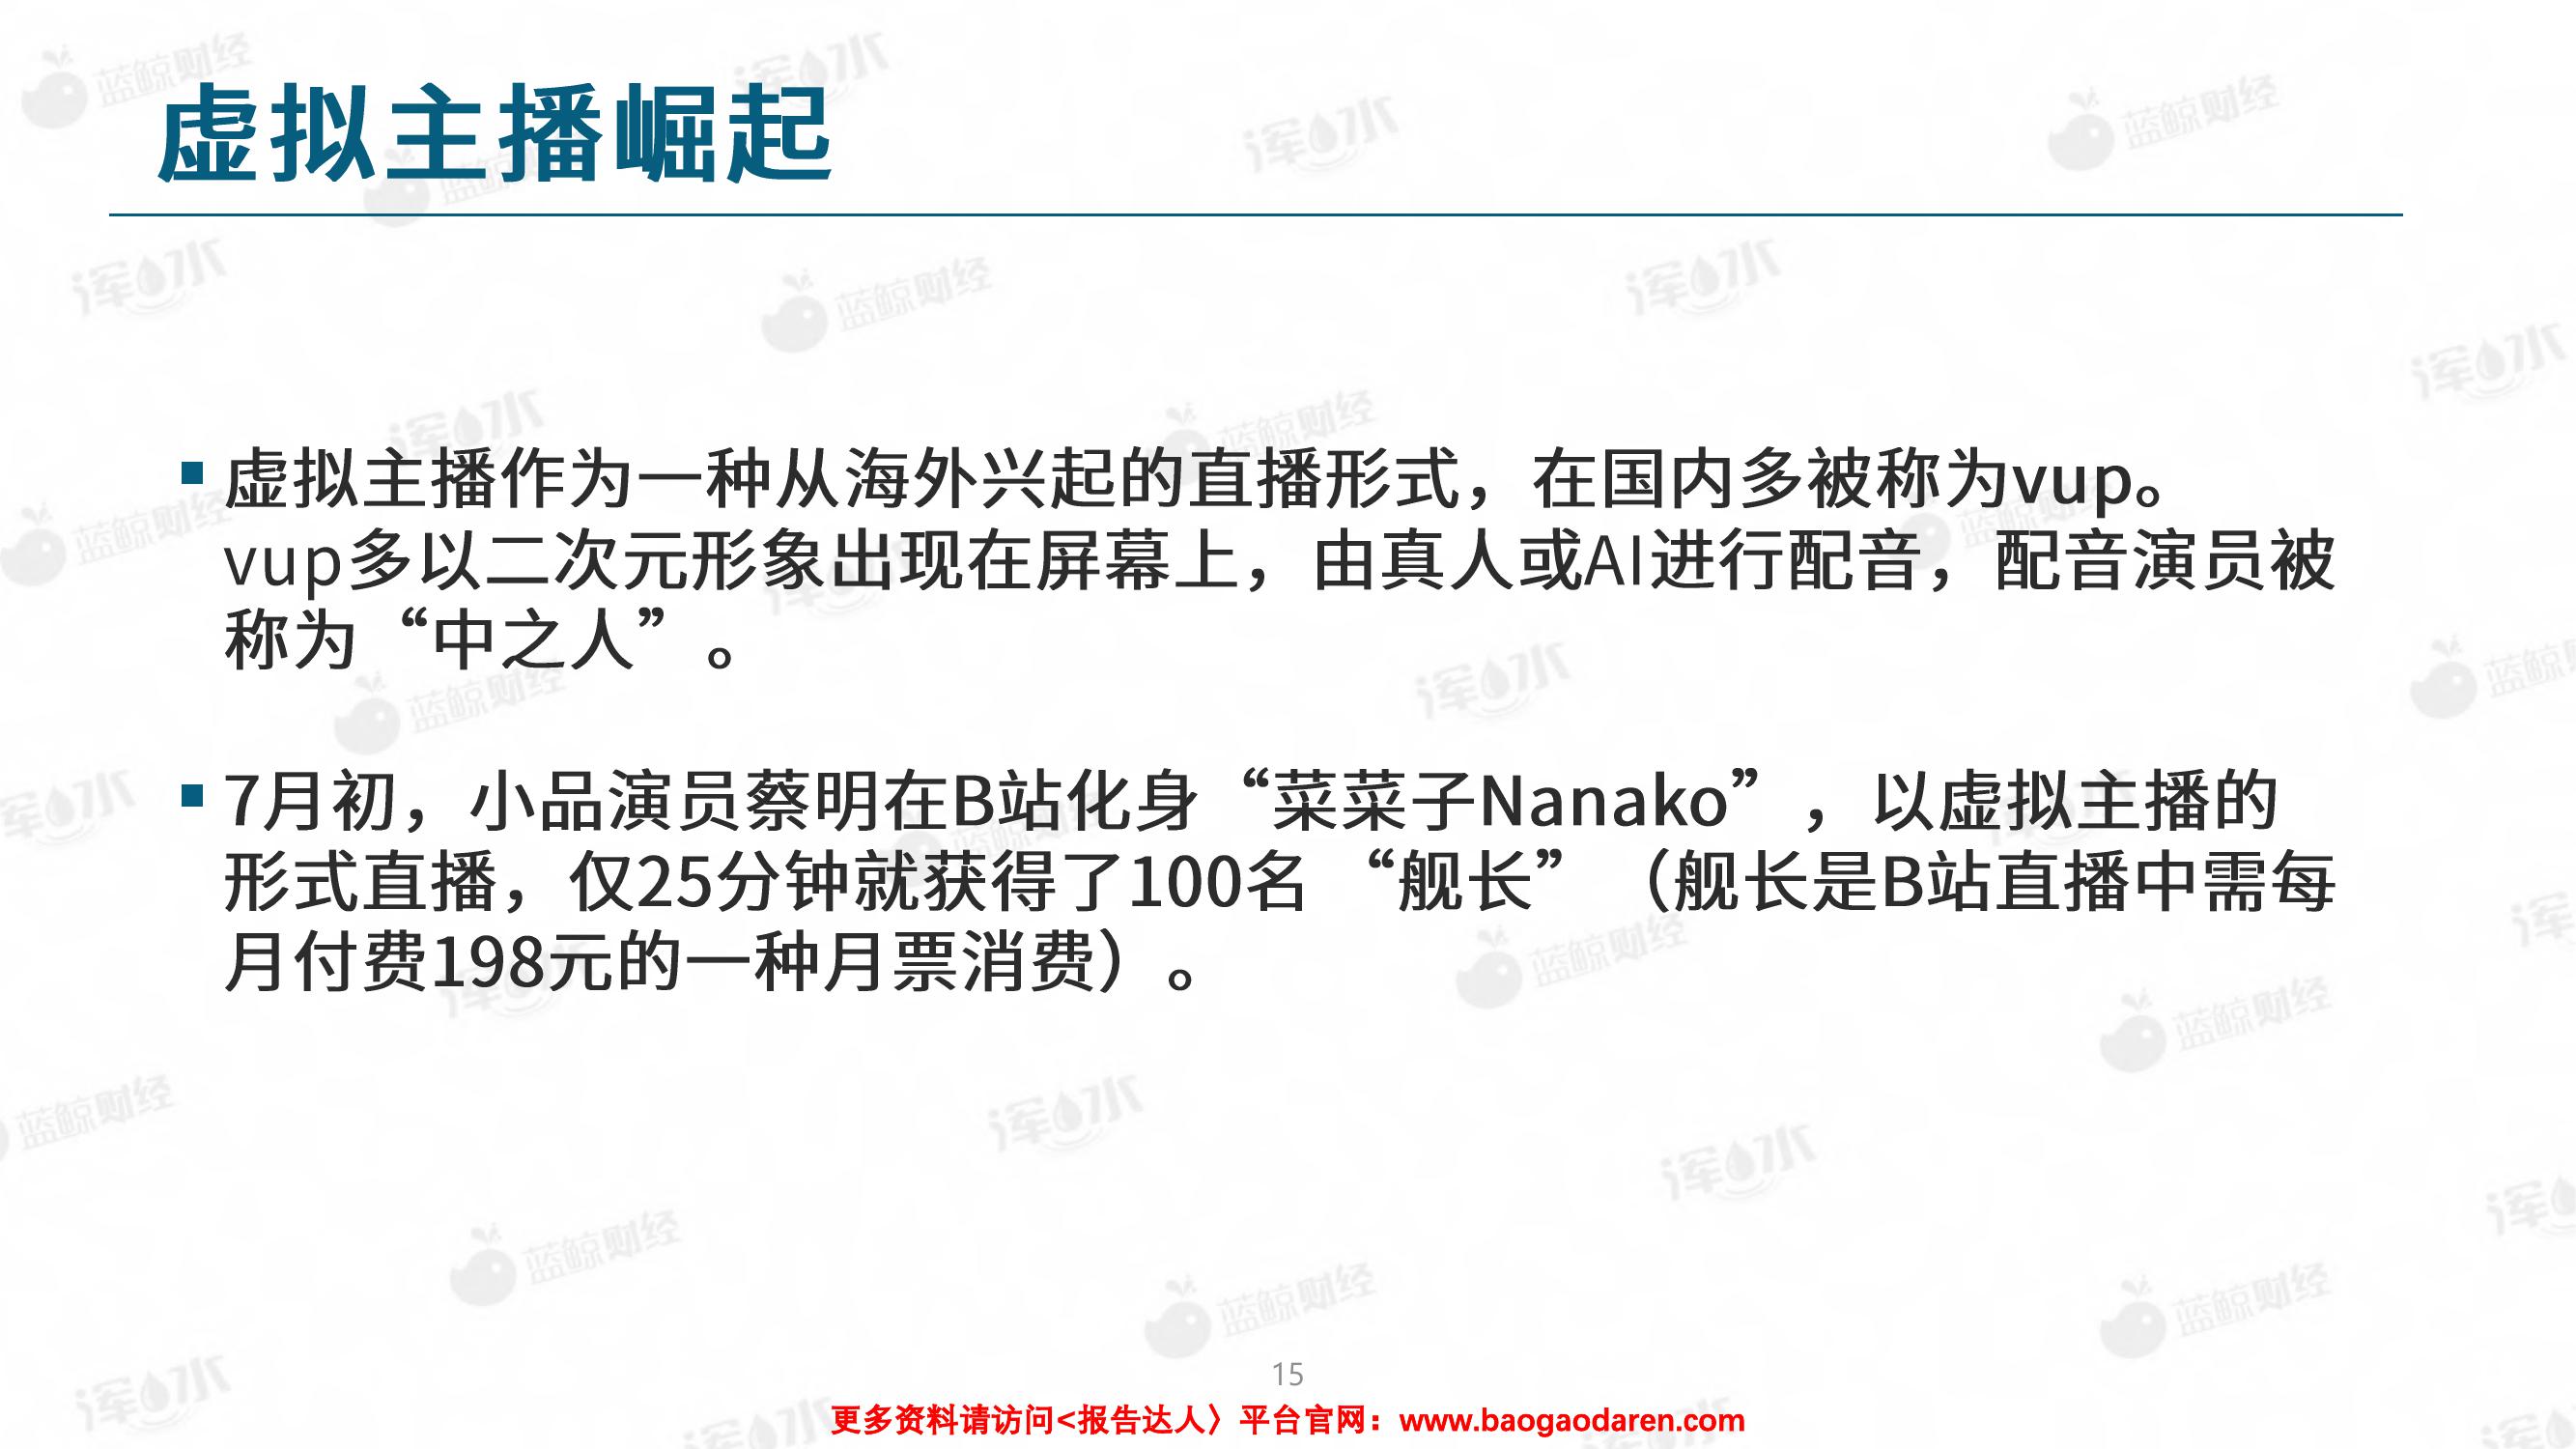 虚拟主播崛起
虚拟主播作为一种从海外兴起的直播形式，在国内多被称为vup。
vup多以二次元形象出现在屏幕上，由真人或AI进行配音，配音演员被
称为“中之人”。
7月初，小品演员蔡明在B站化身“菜菜子Nanako”，以虚拟主播的
形式直播，仅25分钟就获得了100名 “舰长” （舰长是B站直播中需每
月付费198元的一种月票消费）。
15
更多资料请访问<报告达人〉平台官网：www.baogaodaren.com
蓝鲸财经
浑水